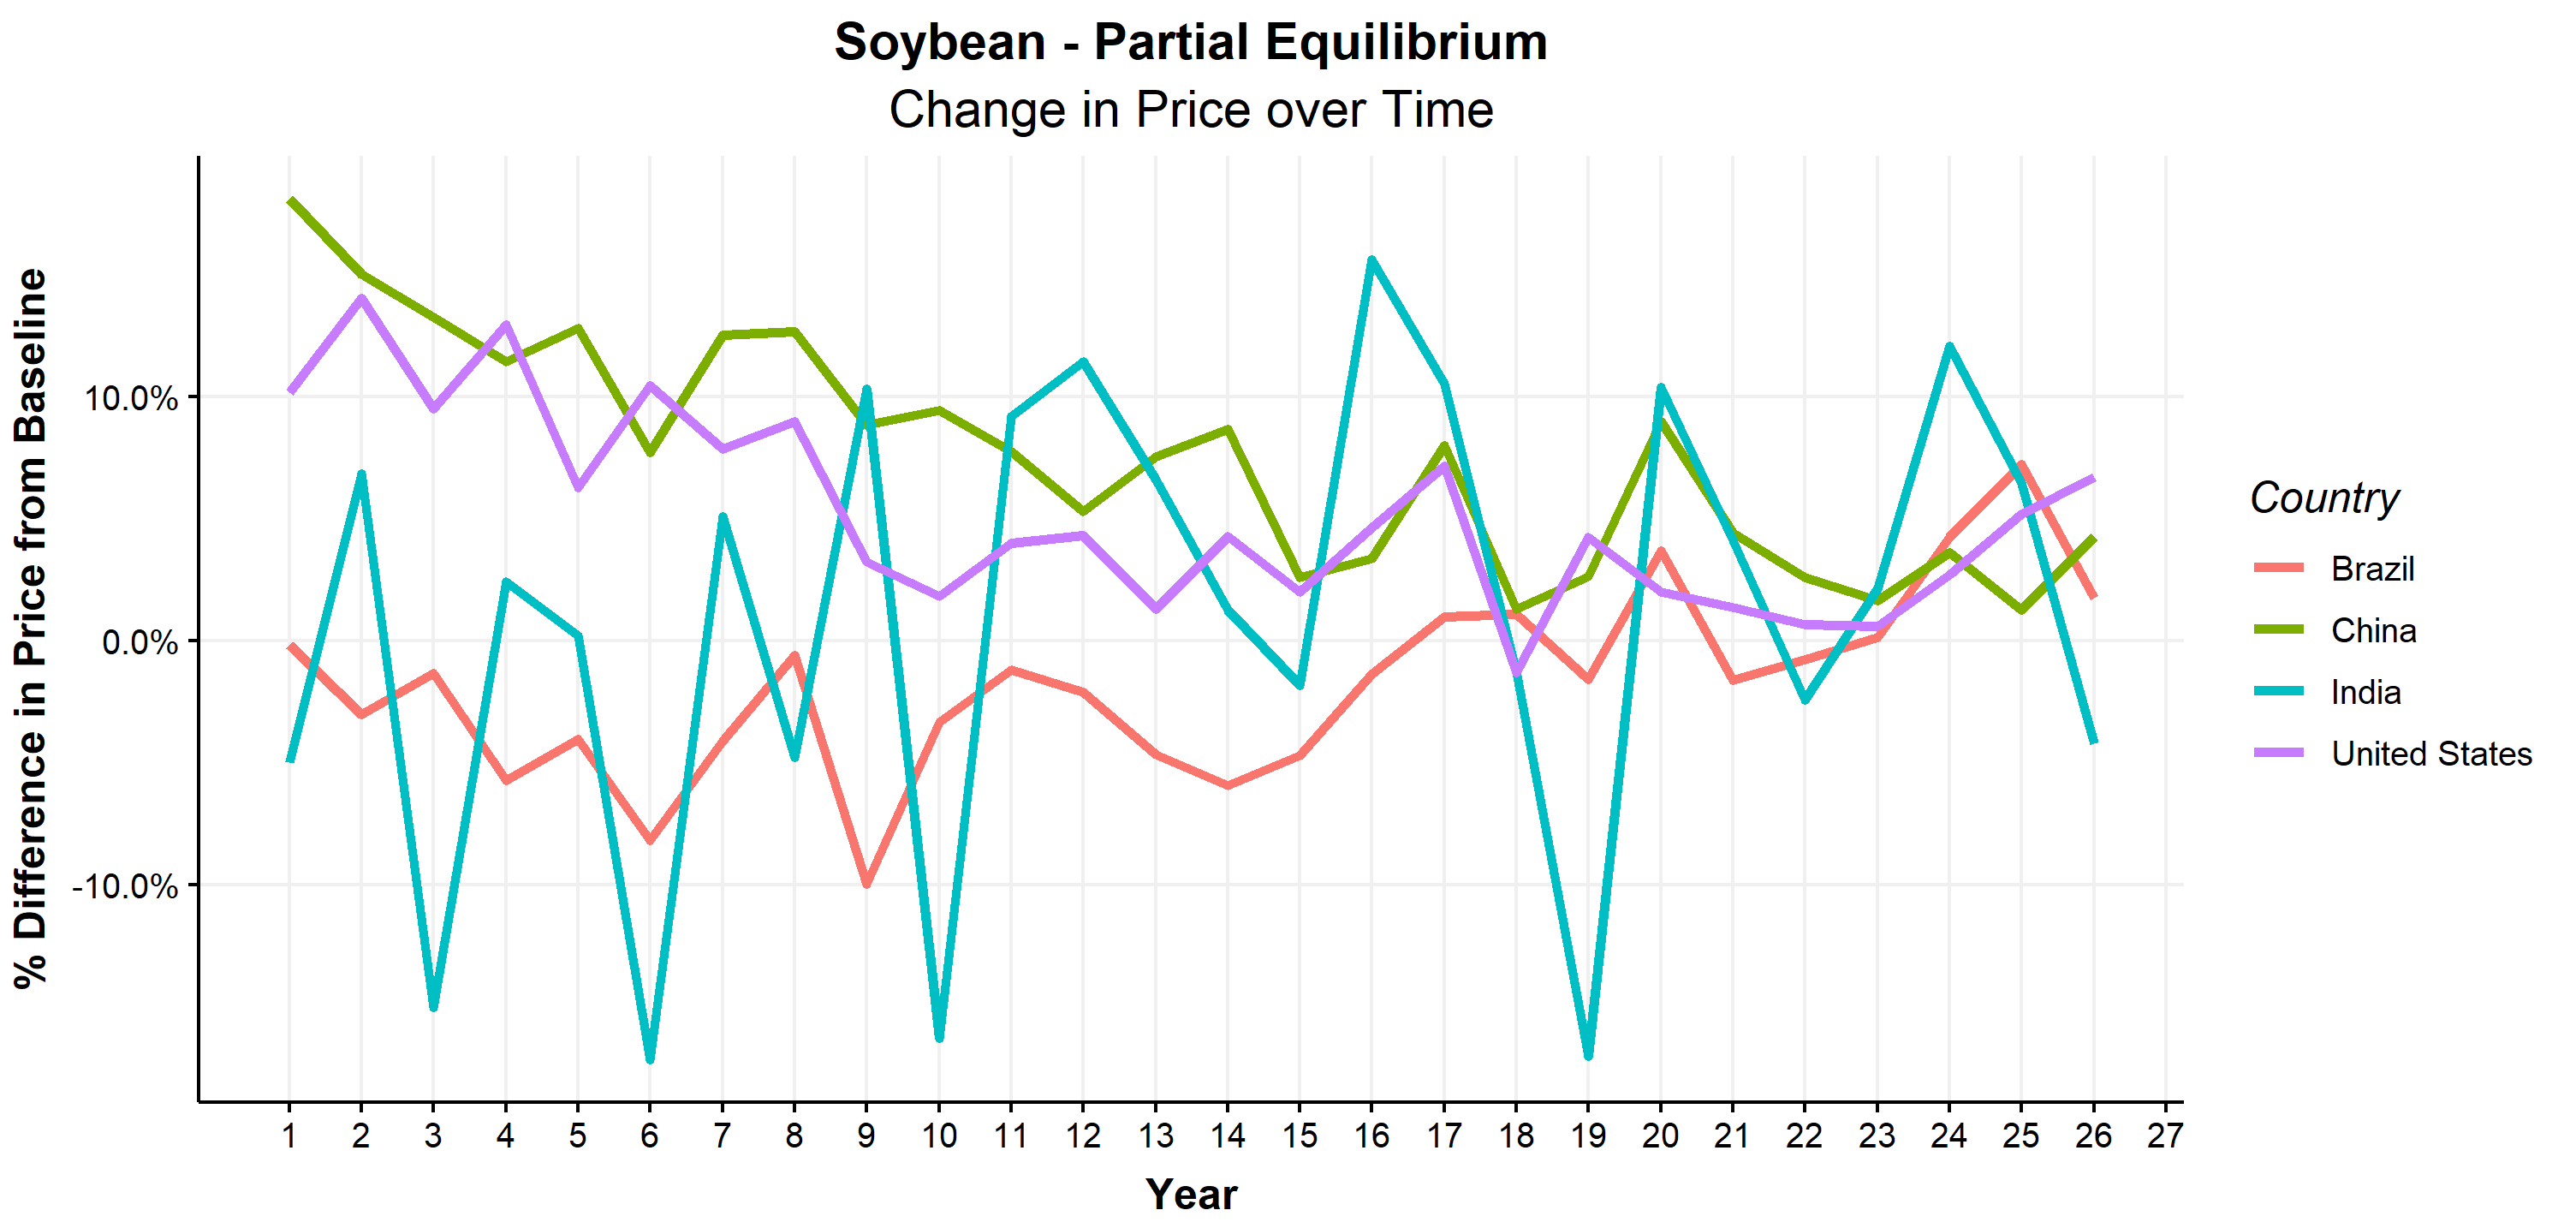 Soybean - Partial Equilibrium
Change in Price over Time
% Difference in Price from Baseline
10.0%
0.0%
-10.0%
1 2 3 4 5 6 7 8 9 10 11 12 13 14 15 16 17 18 19 20 21 22 23 24 25 26 27
Year
Country
Brazil
China
India
United States